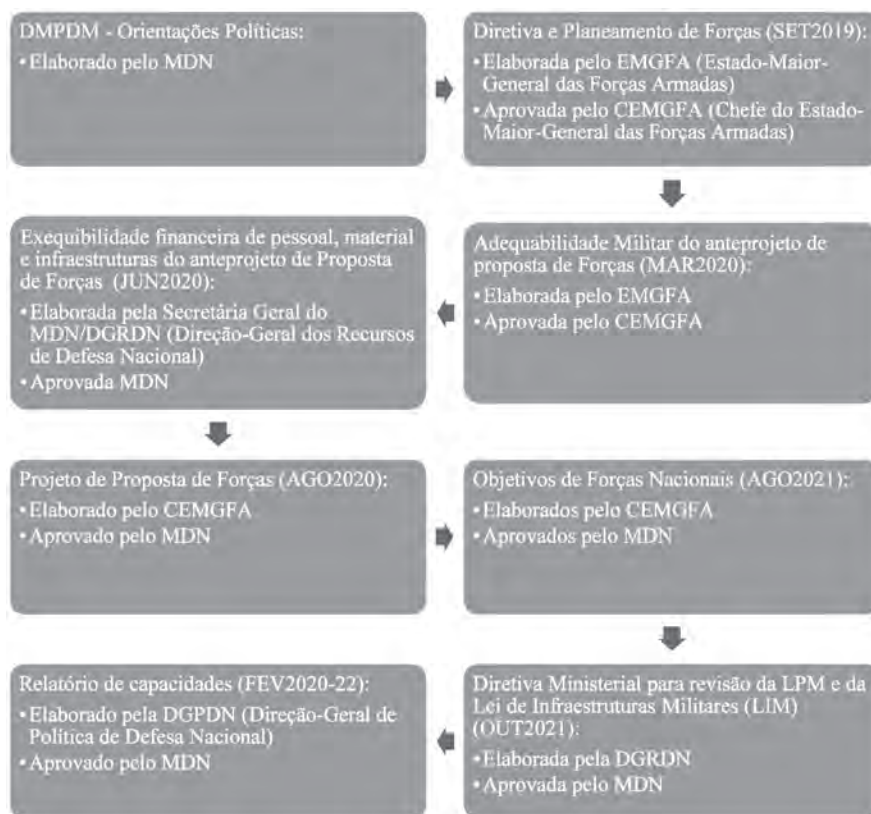 DMPDM - Orientações Políticas:
•Elaborado pelo MDN
Diretiva e Planeamento de Forças (SET2019):
•Elaborada pelo EMGFA (Estado-Maior-
General das Forças Armadas)
•Aprovada pelo CEMGFA (Chefe do Estado-
Maior-General das Forças Armadas)
Adequabilidade Militar do anteprojeto de
proposta de Forças (MAR2020):
•Elaborada pelo EMGFA
•Aprovada pelo CEMGFA
Exequibilidade financeira de pessoal, material
e infraestruturas do anteprojeto de Proposta
de Forças (JUN2020):
•Elaborada pela Secretária Geral do
MDN/DGRDN (Direção-Geral dos Recursos
de Defesa Nacional)
•Aprovada MDN
Projeto de Proposta de Forças (AGO2020):
•Elaborado pelo CEMGFA
•Aprovado pelo MDN
Objetivos de Forças Nacionais (AGO2021):
•Elaborados pelo CEMGFA
•Aprovados pelo MDN
Diretiva Ministerial para revisão da LPM e da
Lei de Infraestruturas Militares (LIM)
(OUT2021):
•Elaborada pela DGRDN
•Aprovada pelo MDN
Relatório de capacidades (FEV2020-22):
•Elaborado pela DGPDN (Direção-Geral de
Política de Defesa Nacional)
•Aprovado pelo MDN